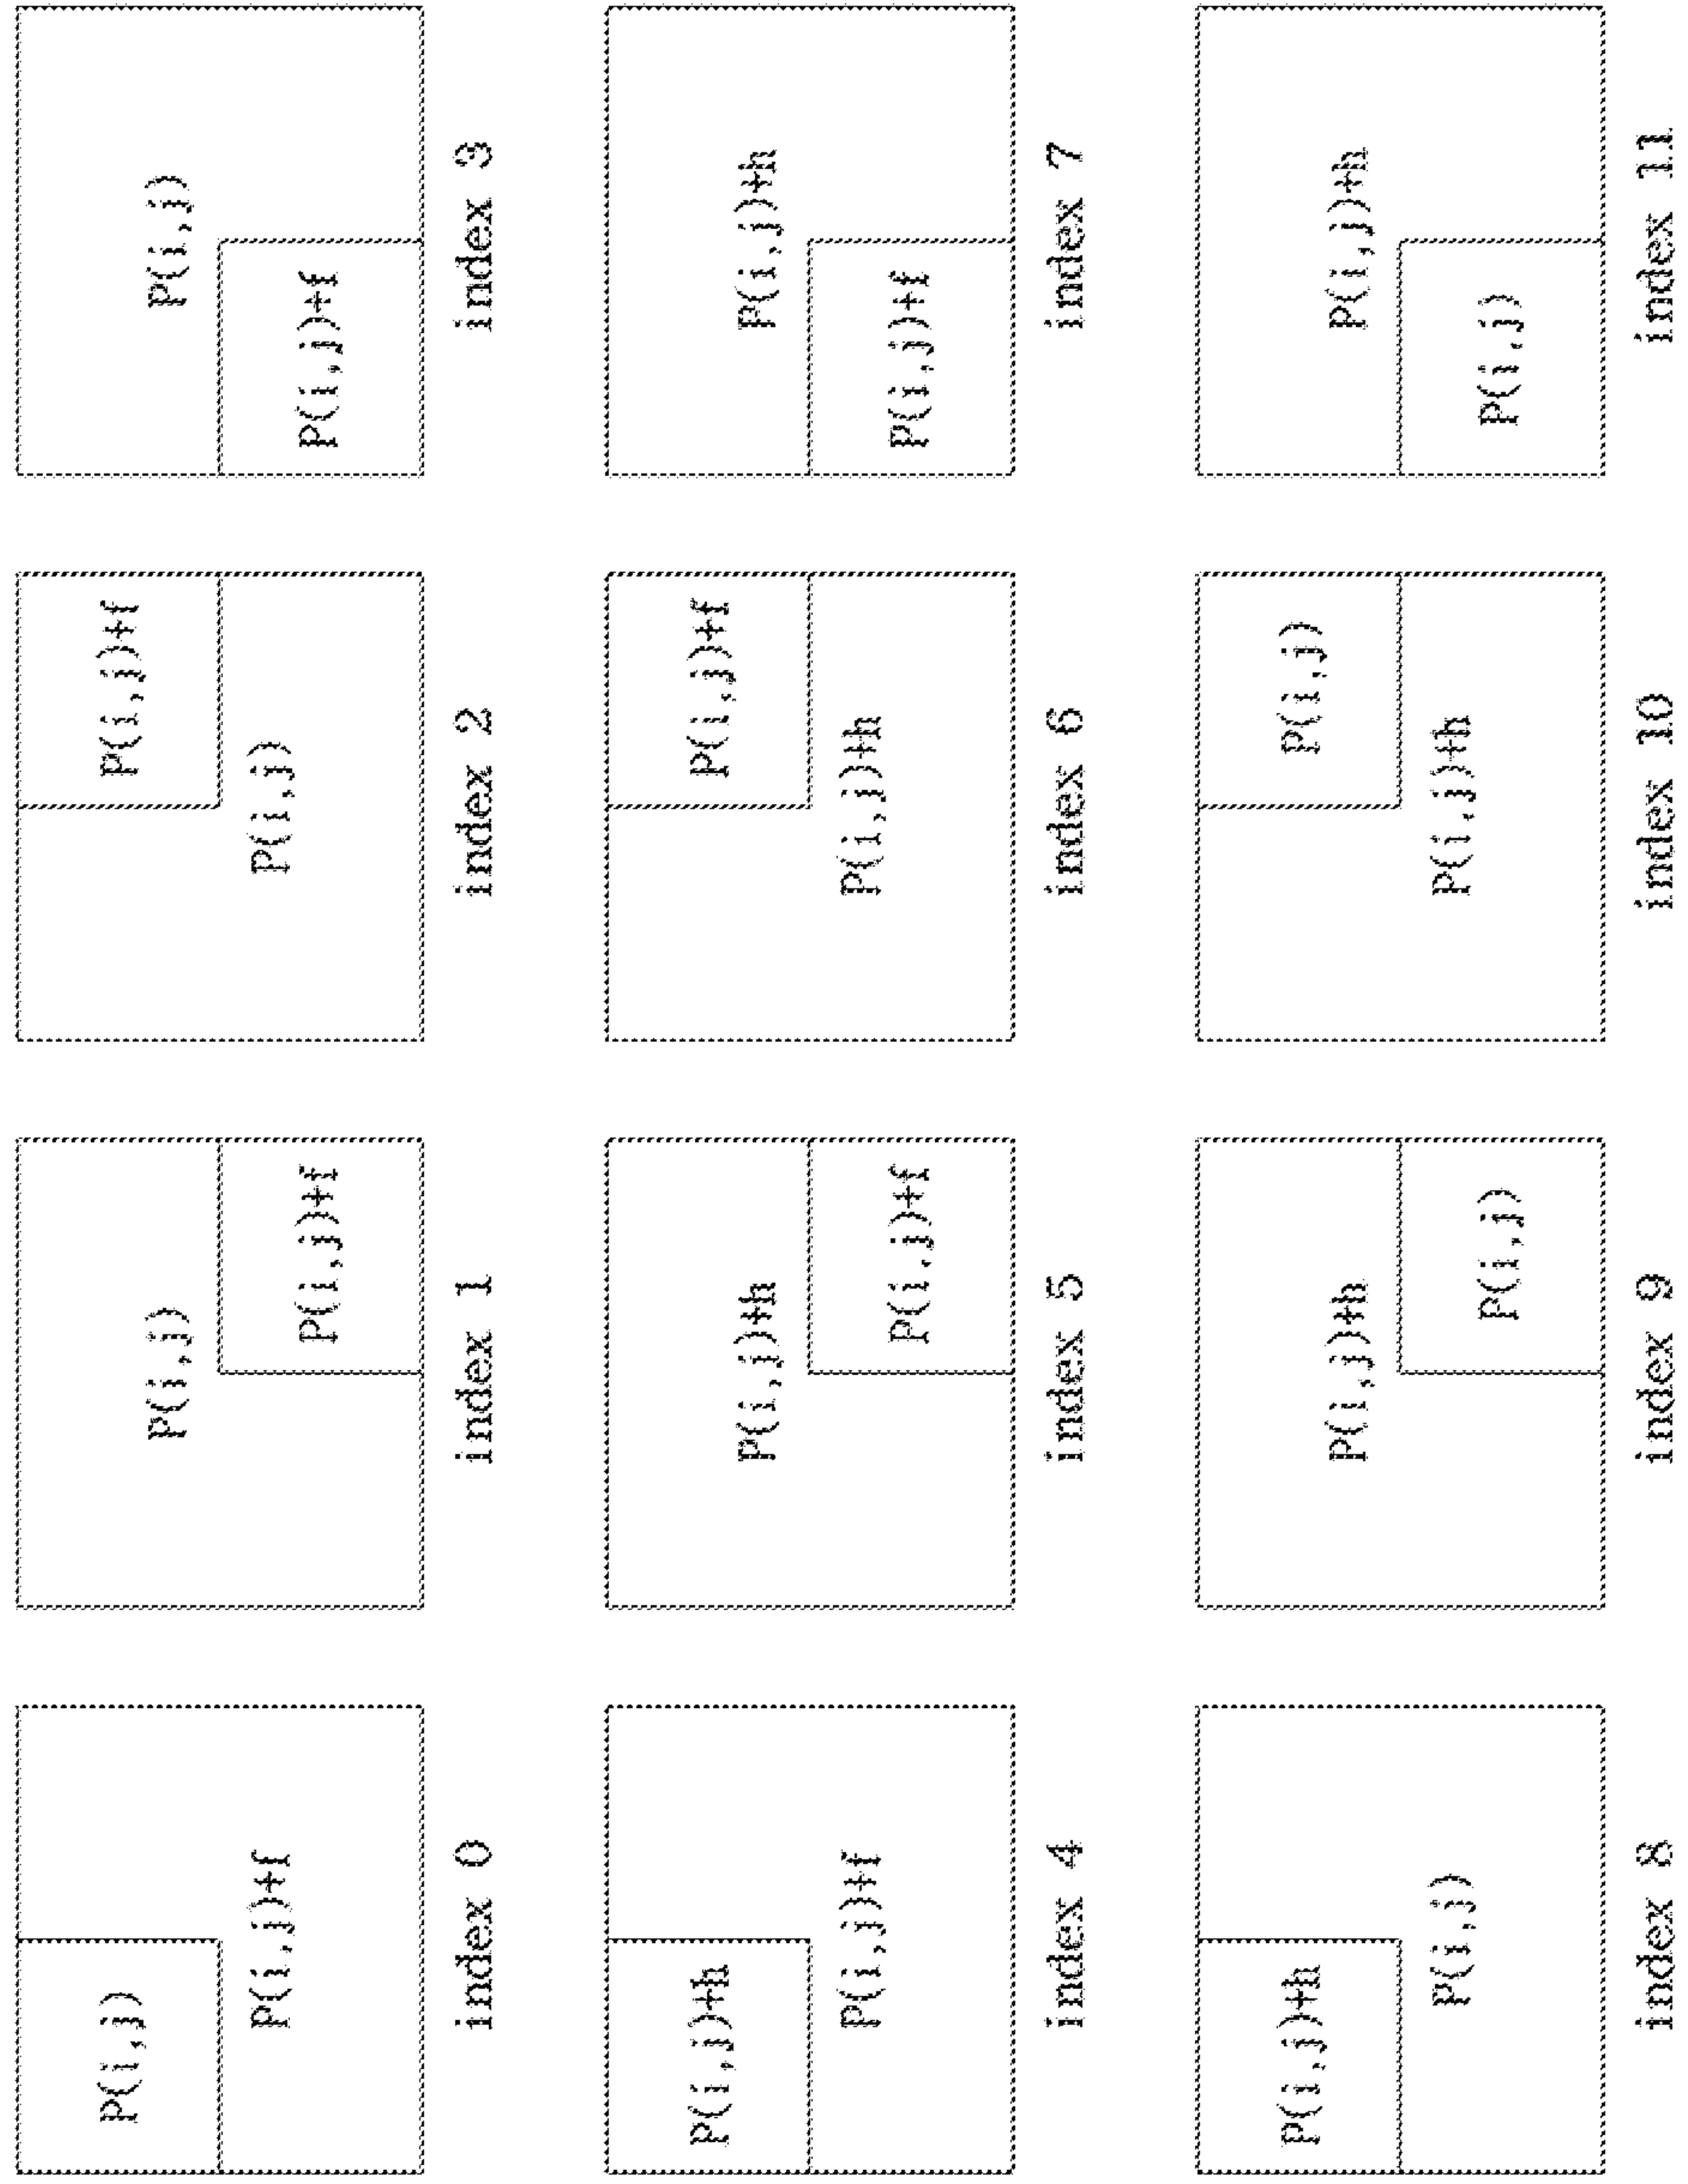 P(i,j)
P(i,j)+f
index 0
P(i,j)
P(i,j)+f
index 1
P(i,j)+f
P(i,j)
index 2
P(i,j)
P(i,j)+f
index 3
P(i,j)+h
P(i,j)+f
index 4
P(i,j)+h
P(i,j)+f
index 5
P(i,j)+f
P(i,j)+h
index 6
P(i,j)+h
P(i,j)+f
index 7
P(i,j)+h
P(i,j)
index 8
P(i,j)+h
P(i,j)
index 9
P(i,j)
P(i,j)+h
index 10
P(i,j)+h
P(i,j)
index 11